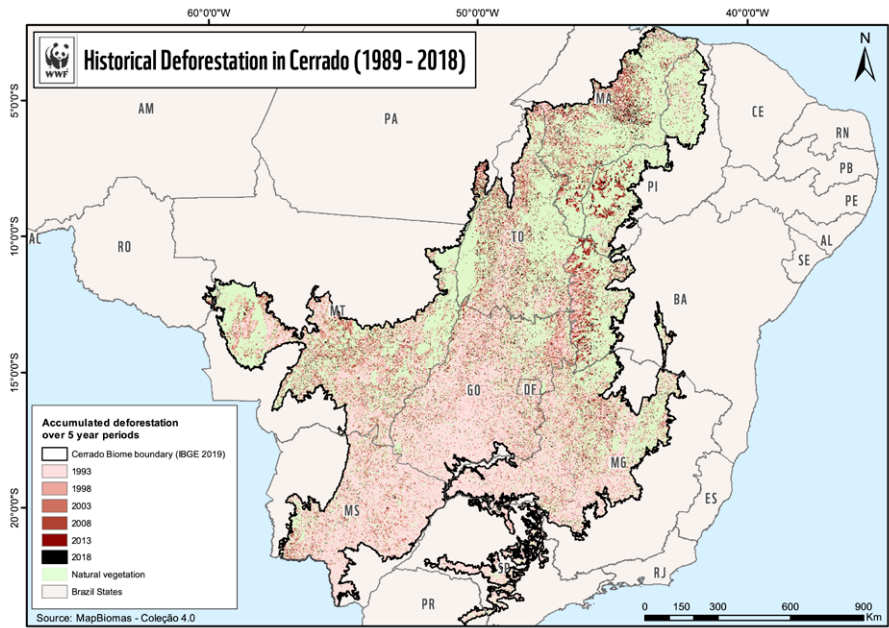 60°0'0"W 50°0'0"W 40°0'0"W
WWF
Historical Deforestation in Cerrado (1989 - 2018)
N
5°0'0"S
10°0'0"S
15°0'0"S
20°0'0"S
AM
PA
MA
CE
RN
PB
PE
PI
AL
SE
AC
RO
TO
BA
MT
GO
DF
MG
ES
MS
SP
RJ
PR
Accumulated deforestation
over 5 year periods
Cerrado Biome boundary (IBGE 2019)
1993
1998
2003
2008
2013
2018
Natural vegetation
Brazil States
Source: MapBiomas - Coleção 4.0
0 150 300 600 900
Km